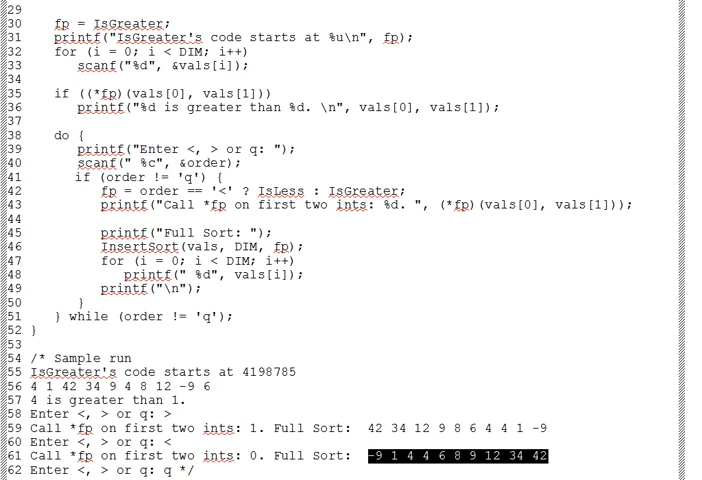 29
30 fp = IsGreater;
31 printf("IsGreater's code starts at %u\n", fp);
32 for (i = 0; i < DIM; i++)
33 scanf("%d", &vals[i]);
34
35 if ((*fp)(vals[0], vals[1]))
36 printf("%d is greater than %d. \n", vals[0], vals[1]);
37
38 do {
39 printf("Enter <, > or q: ");
40 scanf(" %c", &order);
41 if (order != 'q') {
42 fp = order == '<' ? IsLess : IsGreater;
43 printf("Call *fp on first two ints: %d. ", (*fp)(vals[0], vals[1]));
44
45 printf("Full Sort: ");
46 InsertSort(vals, DIM, fp);
47 for (i = 0; i < DIM; i++)
48 printf(" %d", vals[i]);
49 printf("\n");
50 }
51 } while (order != 'q');
52 }
53
54 /* Sample run
55 IsGreater's code starts at 4198785
56 4 1 42 34 9 4 8 12 -9 6
57 4 is greater than 1.
58 Enter <, > or q: >
59 Call *fp on first two ints: 1. Full Sort: 42 34 12 9 8 6 4 4 1 -9
60 Enter <, > or q: <
61 Call *fp on first two ints: 0. Full Sort: -9 1 4 4 6 8 9 12 34 42
62 Enter <, > or q: q */